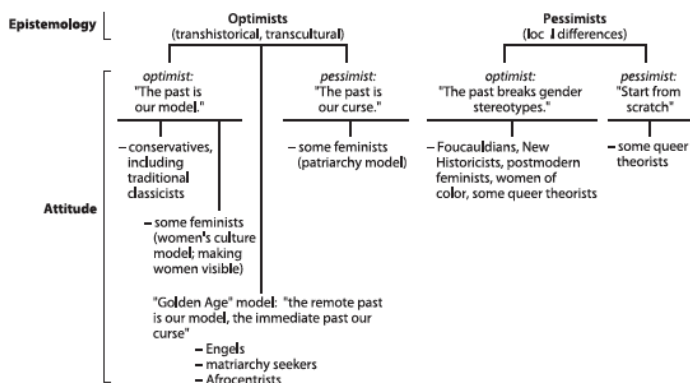 Epistemology
Optimists
(transhistorical, transcultural)
Pessimists
(loc l differences)
Attitude
optimist:
"The past is
our model."
– conservatives,
including
traditional
classicists
– some feminists
(women's culture
model; making
women visible)
"Golden Age" model: "the remote past
is our model, the immediate past our
curse"
– Engels
– matriarchy seekers
– Afrocentrists
pessimist:
"The past
is our curse."
– some feminists
(patriarchy model)
optimist:
"The past breaks gender
stereotypes."
– Foucauldians, New
Historicists, postmodern
feminists, women of
color, some queer theorists
pessimist:
"Start from
scratch"
– some queer
theorists